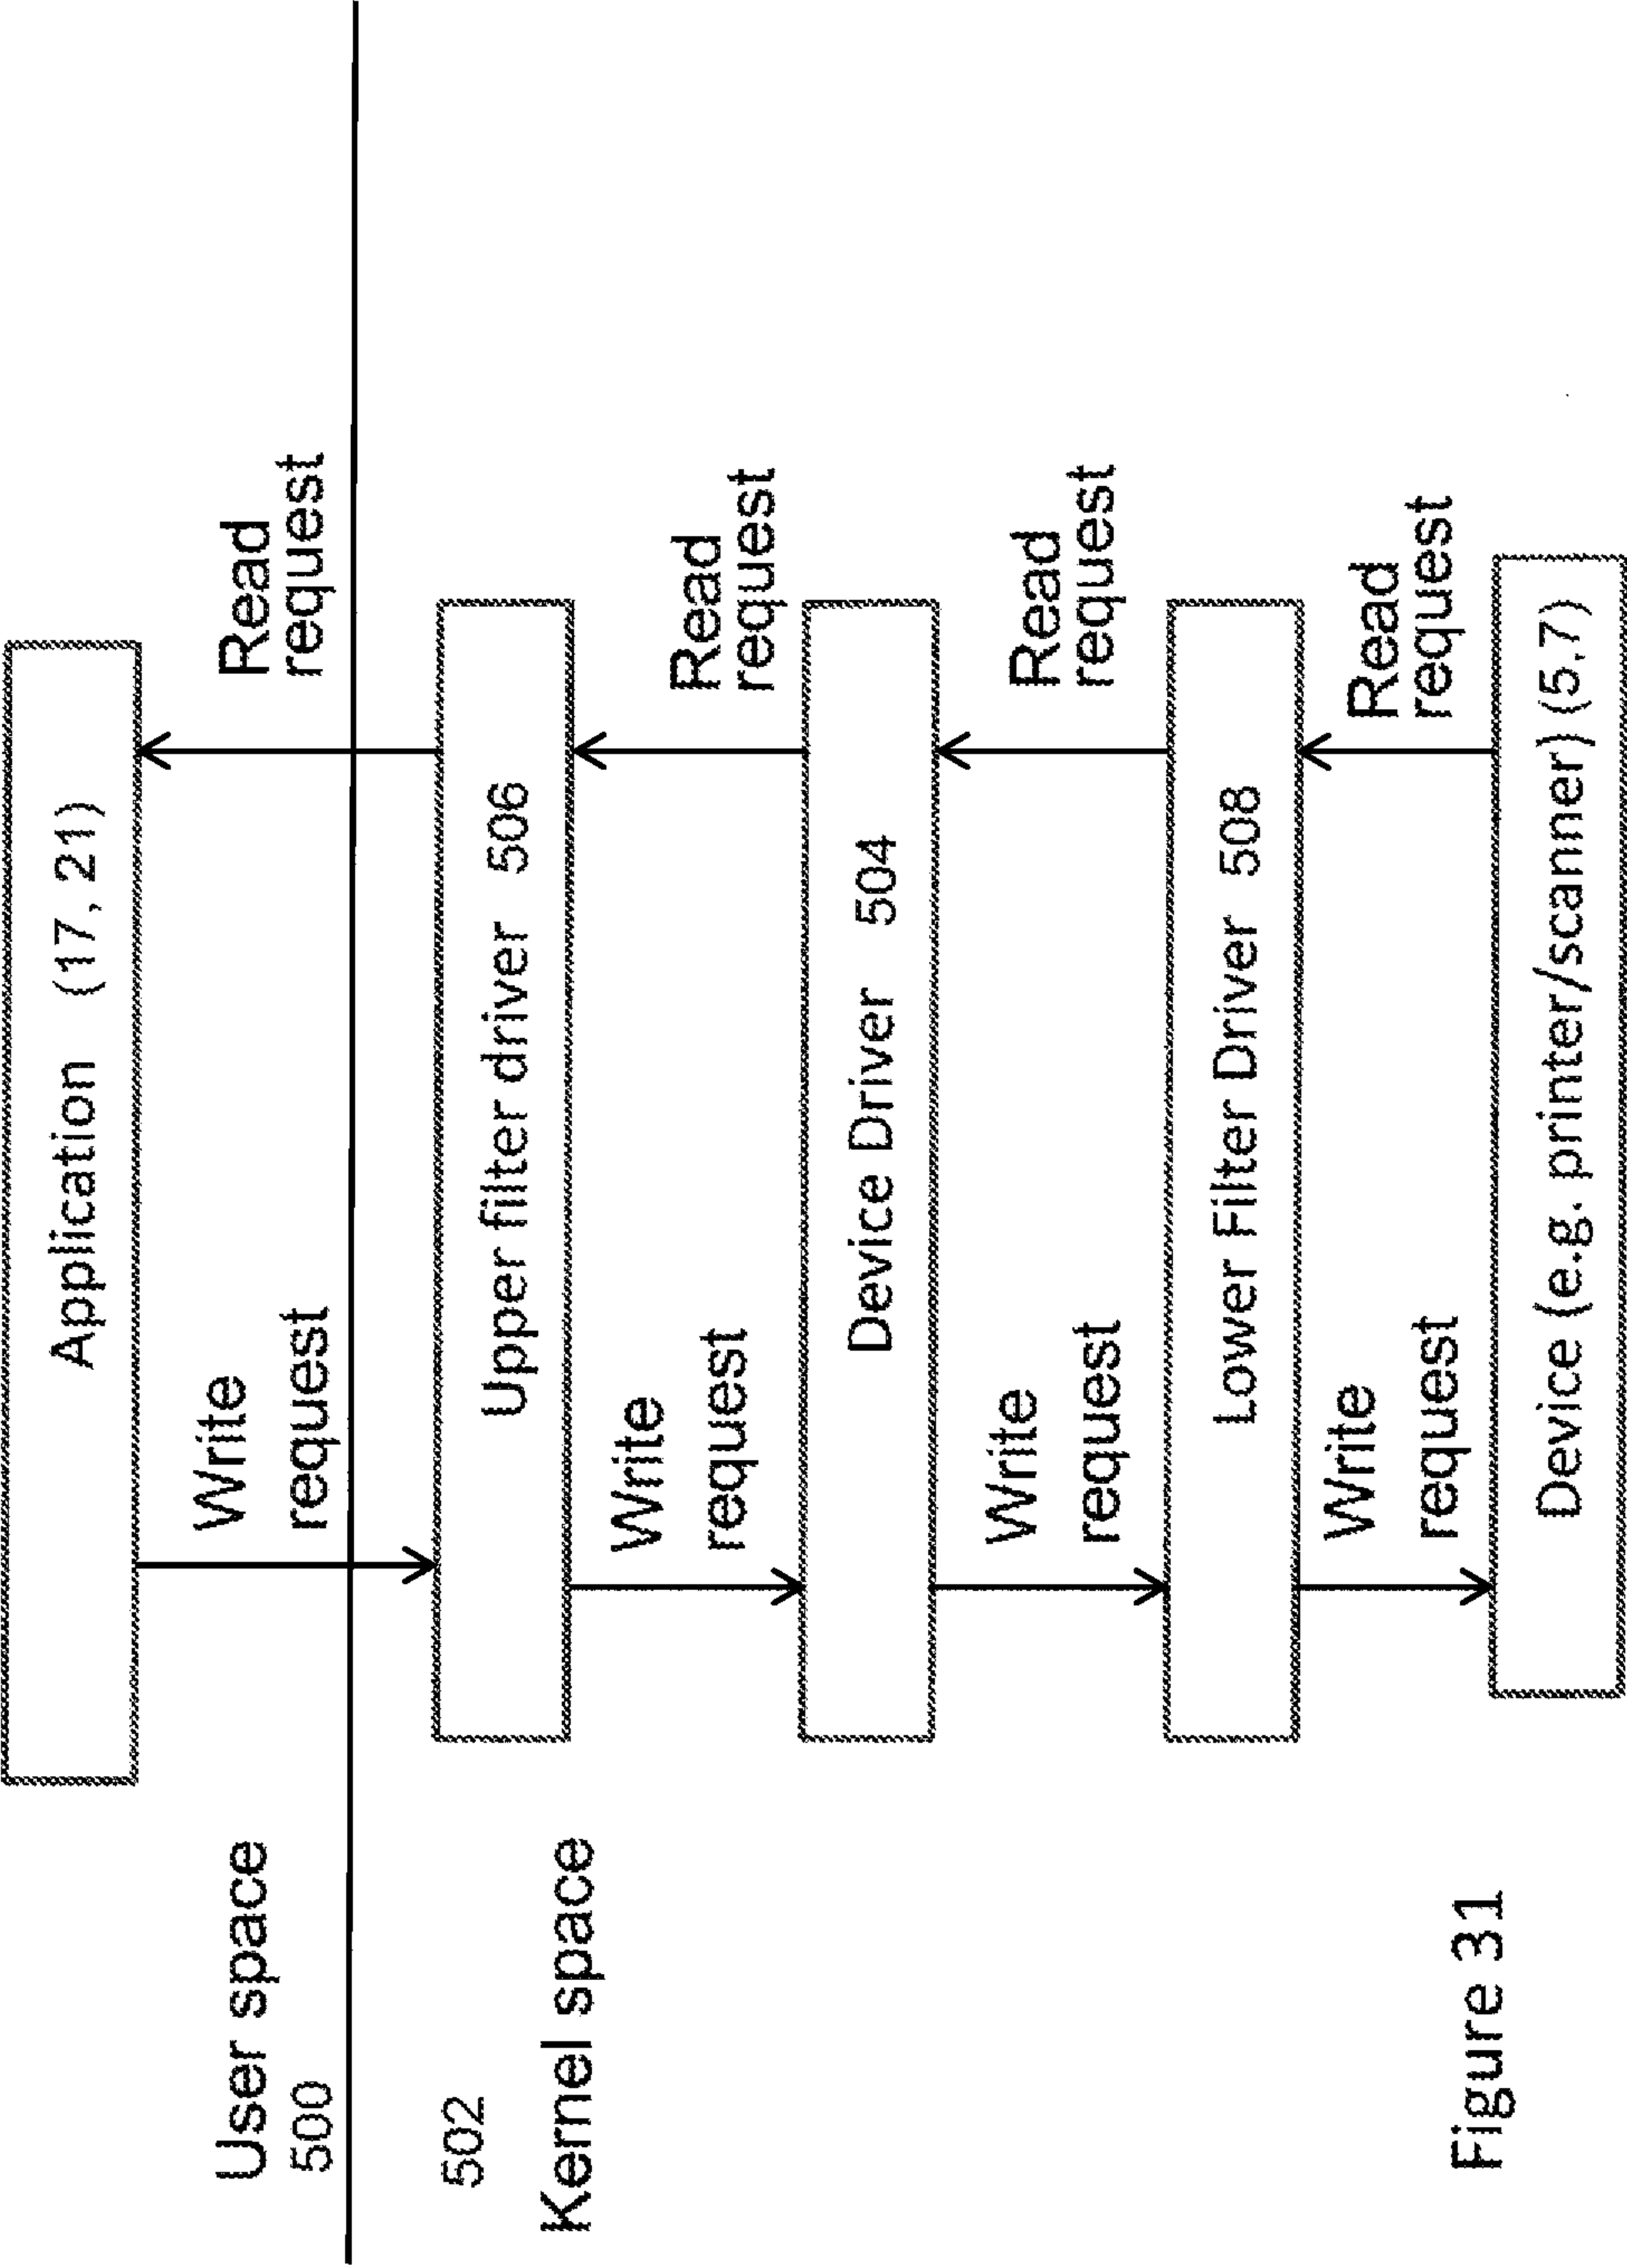 Application (17, 21)
Write
request
Read
request
User space
500
502
Kernel space
Upper filter driver 506
Write
request
Read
request
Device Driver 504
Write
request
Read
request
Lower Filter Driver 508
Write
request
Read
request
Device (e.g. printer/scanner) (5,7)
Figure 31